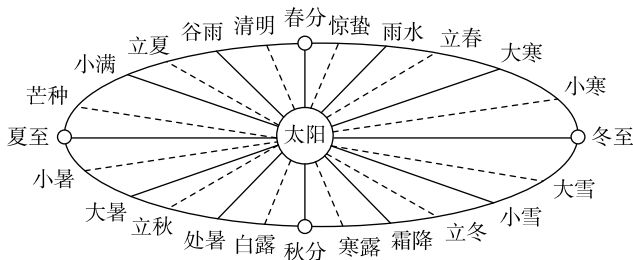 春分
清明
惊蛰
谷雨
雨水
立夏
立春
小满
大寒
芒种
小寒
夏至
太阳
冬至
小暑
大雪
大暑
小雪
立秋
立冬
处暑
霜降
白露
寒露
秋分